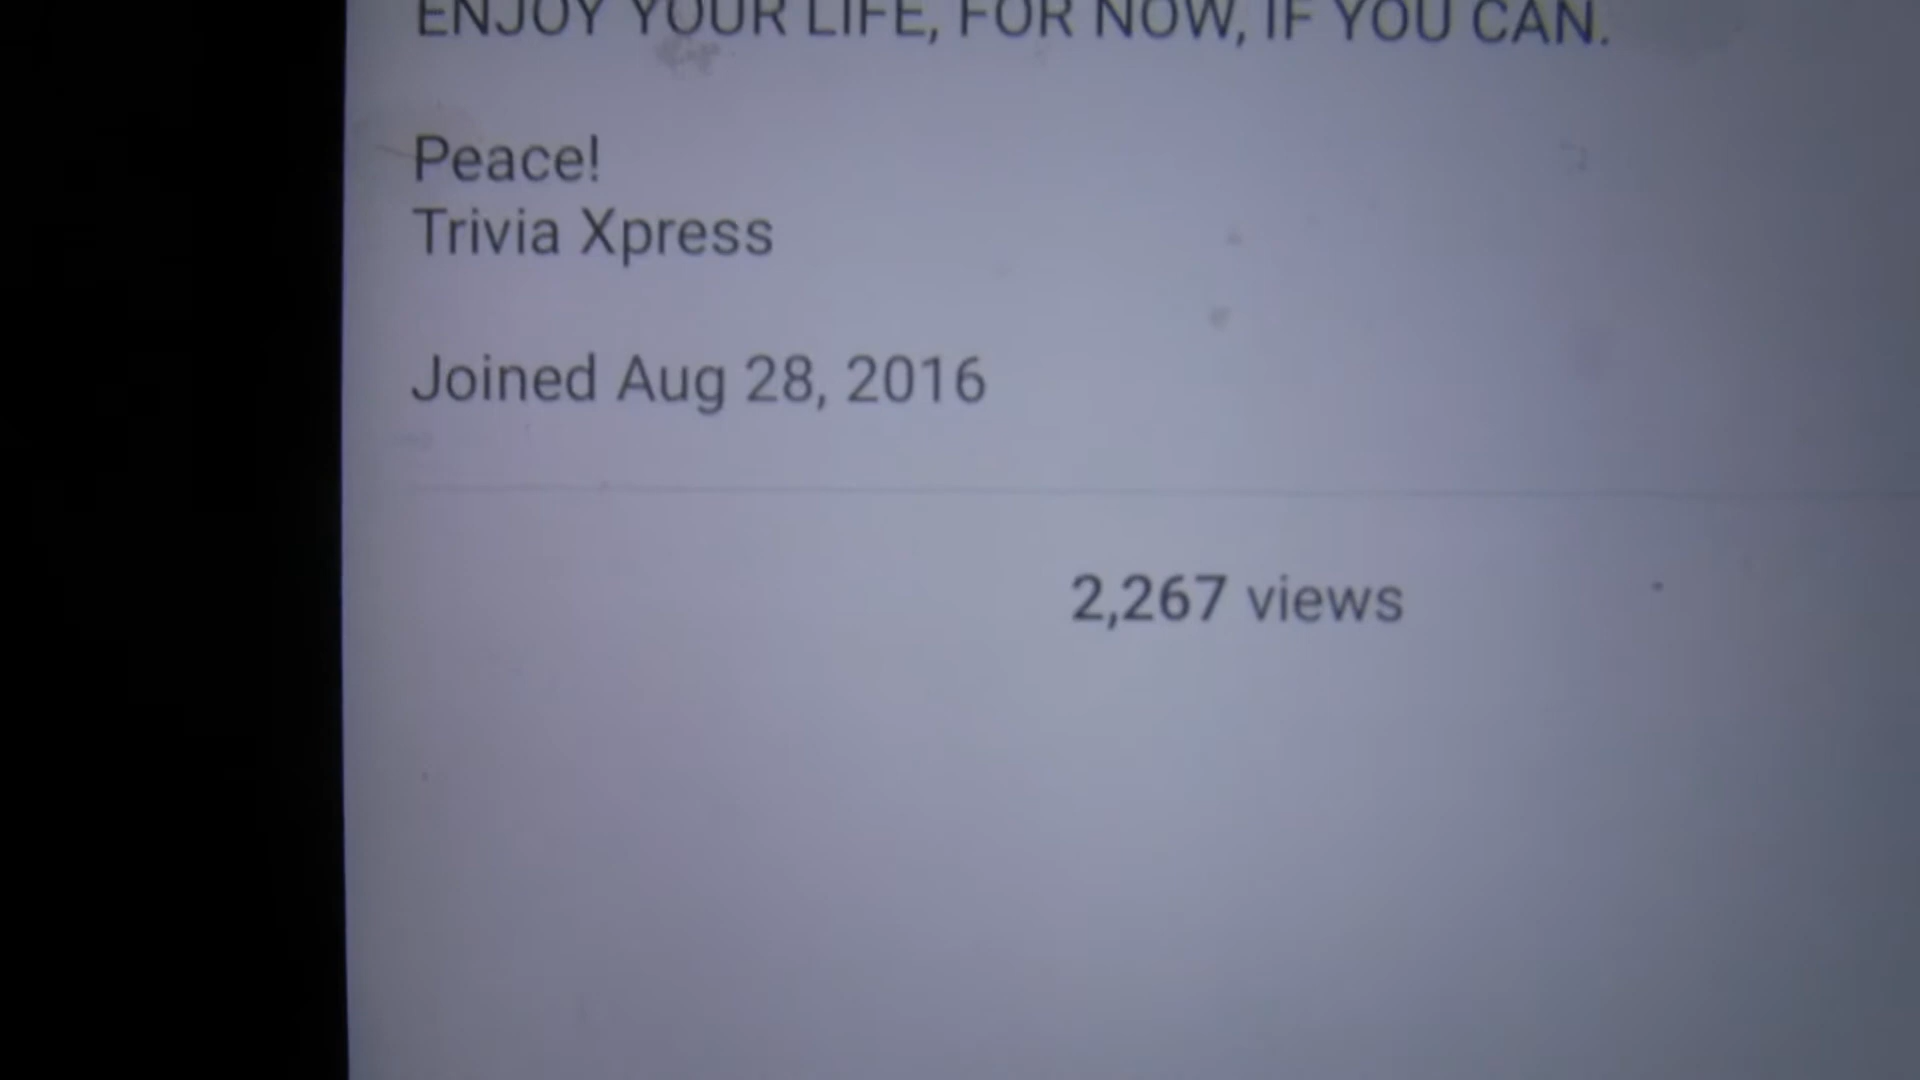 ENJOY YOUR LIFE, FOR NOW, IF YOU CAN.
Peace!
Trivia Xpress
Joined Aug 28, 2016
2,267 views